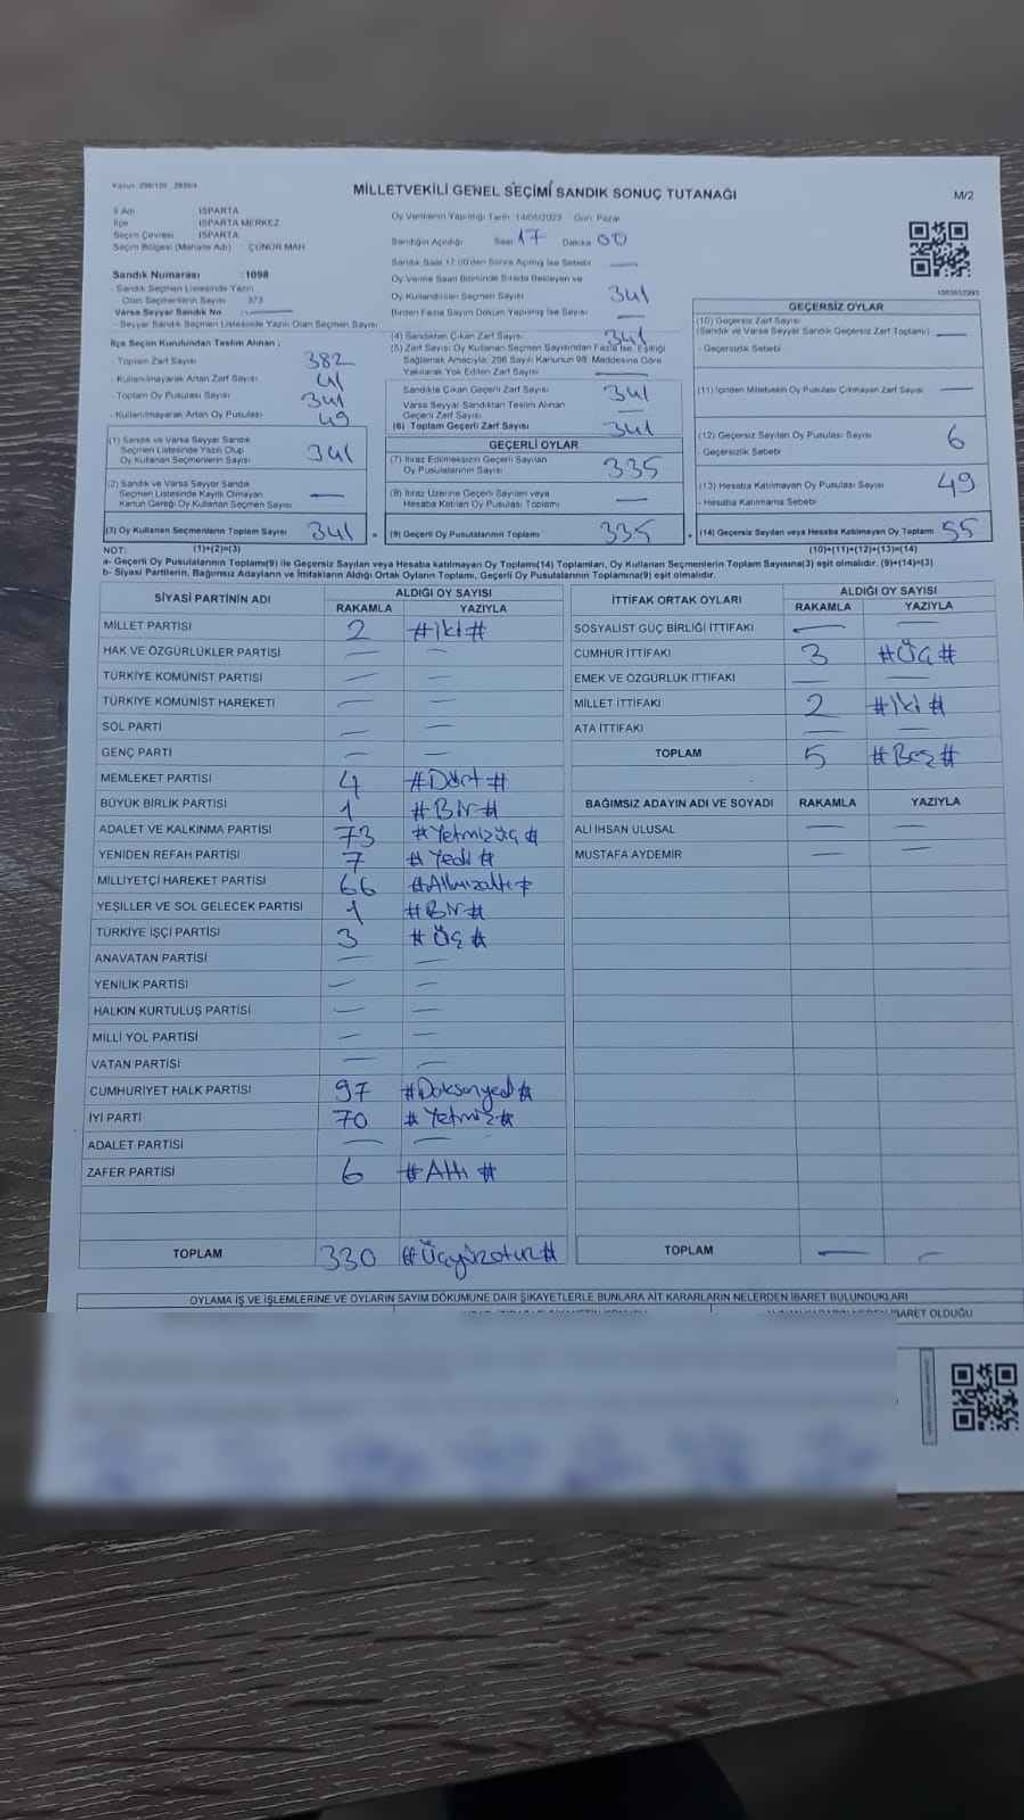 MİLLETVEKİLİ GENEL SEÇİMİ SANDIK SONUÇ TUTANAĞI
M/2
İl Adı ISPARTA
İlçe ISPARTA MERKEZ
Seçim Çevresi ISPARTA
Seçim Bölgesi (Mahalle Adı) ÇÜNÜR MAH
Sandık Numarası : 1098
- Sandık Seçmen Listesinde Yazılı
Olan Seçmenlerin Sayısı 373
Varsa Seyyar Sandık No
- Seyyar Sandık Seçmen Listesinde Yazılı Olan Seçmen Sayısı
İlçe Seçim Kurulundan Teslim Alınan :
- Toplam Zarf Sayısı 382
- Kullanılmayarak Artan Zarf Sayısı 41
- Toplam Oy Pusulası Sayısı
- Kullanılmayarak Artan Oy Pusulası 49
(1) Sandık ve Varsa Seyyar Sandık
Seçmen Listesinde Yazılı Olup
Oy Kullanan Seçmenlerin Sayısı 341
(2) Sandık ve Varsa Seyyar Sandık
Seçmen Listesinde Kayıtlı Olmayan
Kanun Gereği Oy Kullanan Seçmen Sayısı —
(3) Oy Kullanan Seçmenlerin Toplam Sayısı 341
Oy Verme İşinin Yapıldığı Tarih 14/05/2023 Gün: Pazar
Sandığın Açıldığı Saat 17 Dakika 00
Sandık Saat 17:00'den Sonra Açılmış İse Sebebi —
Oy Verme Saati Bitiminde Sırada Bekleyen ve
Oy Kullandırılan Seçmen Sayısı 341
Birden Fazla Sayım Döküm Yapılmış İse Sayısı —
(4) Sandıktan Çıkan Zarf Sayısı 341
(5) Zarf Sayısı Oy Kullanan Seçmen Sayısından Fazla İse, Eşitliği
Sağlamak Amacıyla; 298 Sayılı Kanunun 98. Maddesine Göre
Yakılarak Yok Edilen Zarf Sayısı —
Sandıkta Çıkan Geçerli Zarf Sayısı 341
Varsa Seyyar Sandıktan Teslim Alınan
Geçerli Zarf Sayısı —
(6) Toplam Geçerli Zarf Sayısı 341
GEÇERLİ OYLAR
(7) İtiraz Edilmeksizin Geçerli Sayılan
Oy Pusulalarının Sayısı 335
(8) İtiraz Üzerine Geçerli Sayılan veya
Hesaba Katılan Oy Pusulası Toplamı —
(9) Geçerli Oy Pusulalarının Toplamı 335
GEÇERSİZ OYLAR
(10) Geçersiz Zarf Sayısı
(Sandık ve Varsa Seyyar Sandık Geçersiz Zarf Toplamı) —
- Geçersizlik Sebebi
(11) İçinden Milletvekili Oy Pusulası Çıkmayan Zarf Sayısı —
(12) Geçersiz Sayılan Oy Pusulası Sayısı 6
Geçersizlik Sebebi
(13) Hesaba Katılmayan Oy Pusulası Sayısı 49
- Hesaba Katılmama Sebebi
(14) Geçersiz Sayılan veya Hesaba Katılmayan Oy Toplamı 55
NOT: (1)+(2)=(3) (10)+(11)+(12)+(13)=(14)
a- Geçerli Oy Pusulalarının Toplamı(9) ile Geçersiz Sayılan veya Hesaba katılmayan Oy Toplamı(14) Toplamları, Oy Kullanan Seçmenlerin Toplam Sayısına(3) eşit olmalıdır. (9)+(14)=(3)
b- Siyasi Partilerin, Bağımsız Adayların ve İttifakların Aldığı Ortak Oyların Toplamı, Geçerli Oy Pusulalarının Toplamına(9) eşit olmalıdır.
SİYASİ PARTİNİN ADI ALDIĞI OY SAYISI
RAKAMLA YAZIYLA
MİLLET PARTİSİ 2 #iki#
HAK VE ÖZGÜRLÜKLER PARTİSİ — —
TÜRKİYE KOMÜNİST PARTİSİ — —
TÜRKİYE KOMÜNİST HAREKETİ — —
SOL PARTİ — —
GENÇ PARTİ — —
MEMLEKET PARTİSİ 4 #Dört#
BÜYÜK BİRLİK PARTİSİ 1 #Bir#
ADALET VE KALKINMA PARTİSİ 73 #Yetmişüç#
YENİDEN REFAH PARTİSİ 7 #Yedi#
MİLLİYETÇİ HAREKET PARTİSİ 66 #Altmışaltı#
YEŞİLLER VE SOL GELECEK PARTİSİ 1 #Bir#
TÜRKİYE İŞÇİ PARTİSİ 3 #Üç#
ANAVATAN PARTİSİ — —
YENİLİK PARTİSİ — —
HALKIN KURTULUŞ PARTİSİ — —
MİLLİ YOL PARTİSİ — —
VATAN PARTİSİ — —
CUMHURİYET HALK PARTİSİ 97 #Doksanyedi#
İYİ PARTİ 70 #Yetmiş#
ADALET PARTİSİ — —
ZAFER PARTİSİ 6 #Altı#
TOPLAM 330 #Üçyüzotuz#
İTTİFAK ORTAK OYLARI ALDIĞI OY SAYISI
RAKAMLA YAZIYLA
SOSYALİST GÜÇ BİRLİĞİ İTTİFAKI — —
CUMHUR İTTİFAKI 3 #Üç#
EMEK VE ÖZGÜRLÜK İTTİFAKI — —
MİLLET İTTİFAKI 2 #İki#
ATA İTTİFAKI — —
TOPLAM 5 #Beş#
BAĞIMSIZ ADAYIN ADI VE SOYADI RAKAMLA YAZIYLA
ALİ İHSAN ULUSAL — —
MUSTAFA AYDEMİR — —
TOPLAM — —
OYLAMA İŞ VE İŞLEMLERİNE VE OYLARIN SAYIM DÖKÜMÜNE DAİR ŞİKAYETLERLE BUNLARA AİT KARARLARIN NELERDEN İBARET BULUNDUKLARI
İBARET OLDUĞU